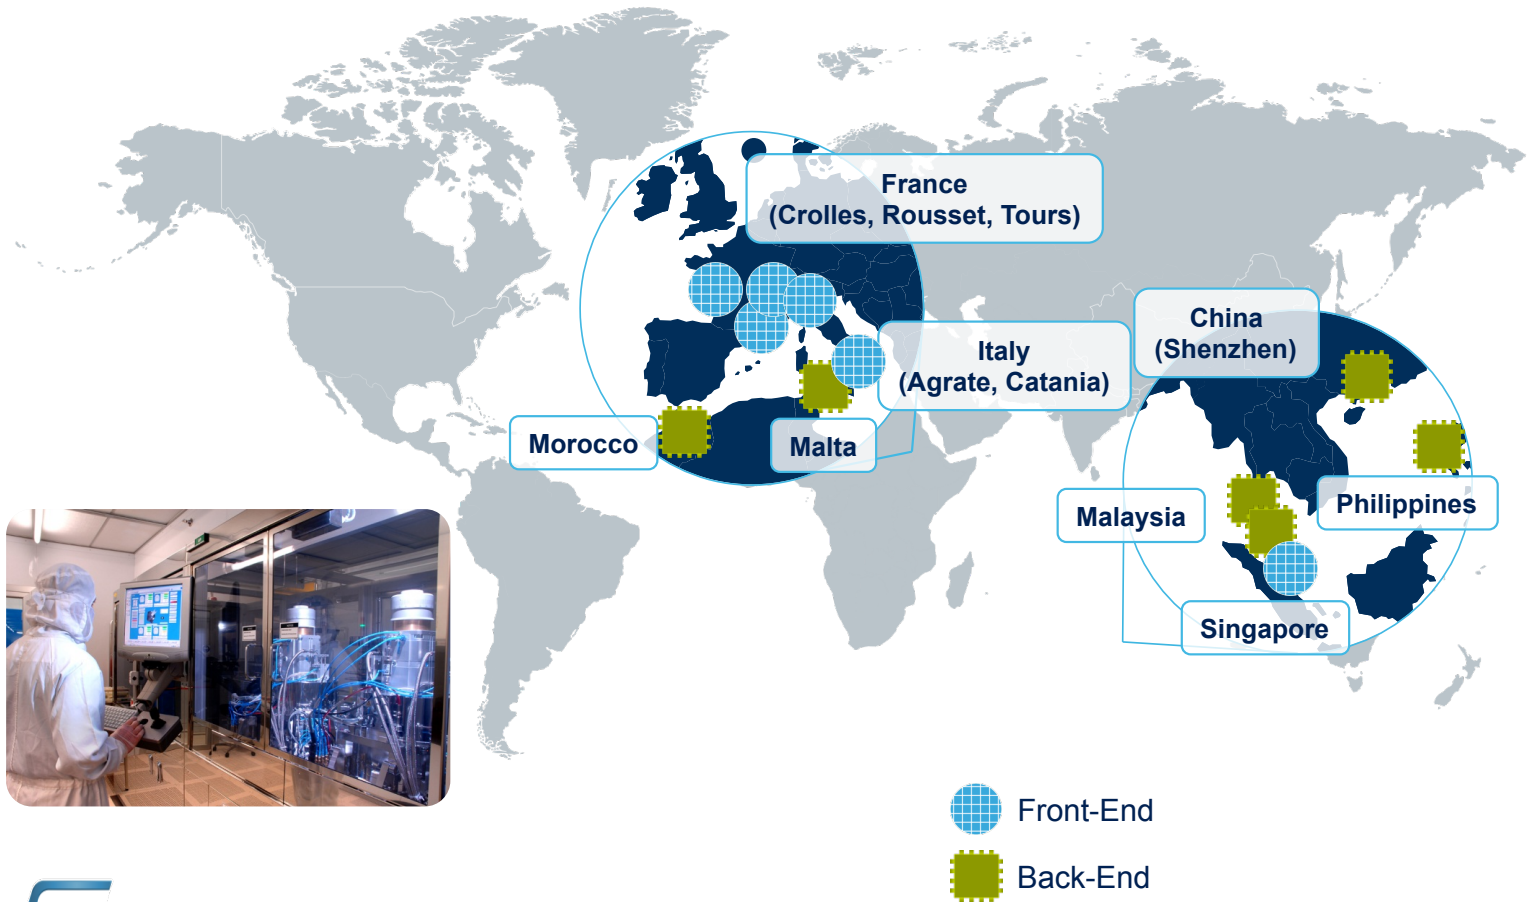 France
(Crolles, Rousset, Tours)
China
(Shenzhen)
Italy
(Agrate, Catania)
Morocco
Malta
Malaysia
Philippines
Singapore
Front-End
Back-End